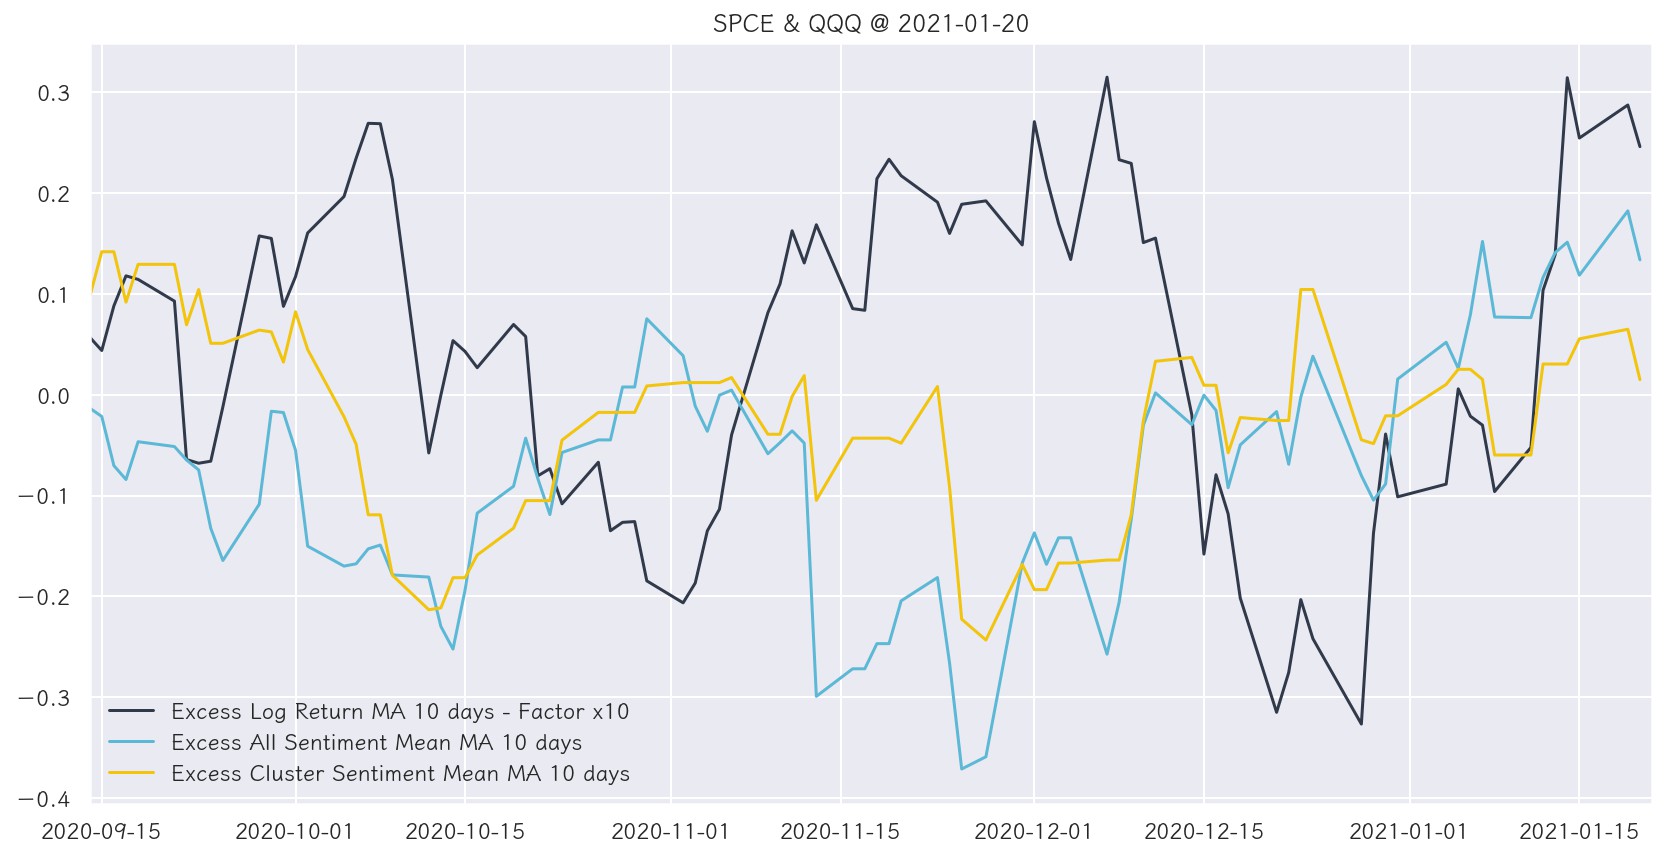 SPCE & QQQ @ 2021-01-20
0.3
0.2
0.1
0.0
−0.1
−0.2
−0.3
−0.4
Excess Log Return MA 10 days - Factor x10
Excess All Sentiment Mean MA 10 days
Excess Cluster Sentiment Mean MA 10 days
2020-09-15 2020-10-01 2020-10-15 2020-11-01 2020-11-15 2020-12-01 2020-12-15 2021-01-01 2021-01-15